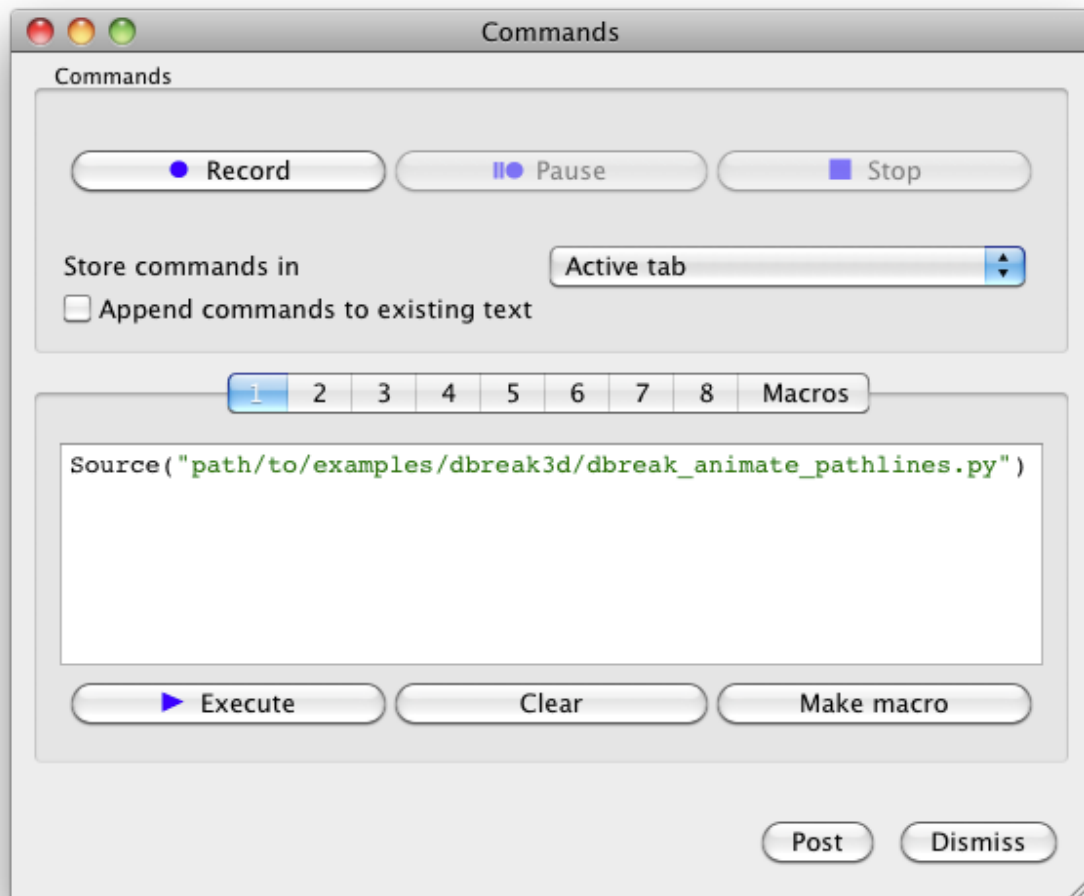 Commands
Commands
Record Pause Stop
Store commands in Active tab
Append commands to existing text
1 2 3 4 5 6 7 8 Macros
Source("path/to/examples/dbreak3d/dbreak_animate_pathlines.py")
Execute Clear Make macro
Post Dismiss